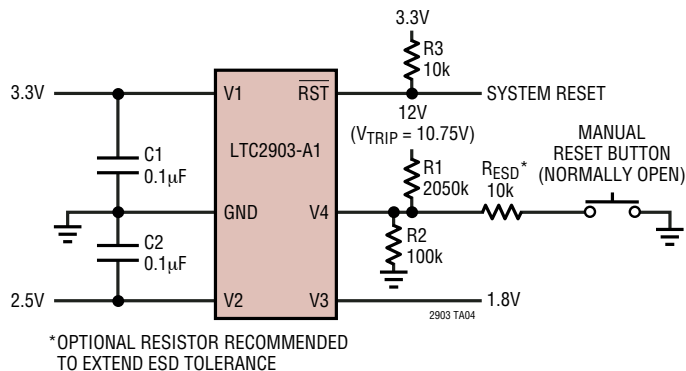 3.3V
R3
10k
3.3V
V1
RST
SYSTEM RESET
12V
(VTRIP = 10.75V)
MANUAL
RESET BUTTON
(NORMALLY OPEN)
LTC2903-A1
C1
0.1μF
R1
2050k
RESD*
10k
GND
V4
R2
100k
C2
0.1μF
2.5V
V2
V3
1.8V
2903 TA04
*OPTIONAL RESISTOR RECOMMENDED
TO EXTEND ESD TOLERANCE